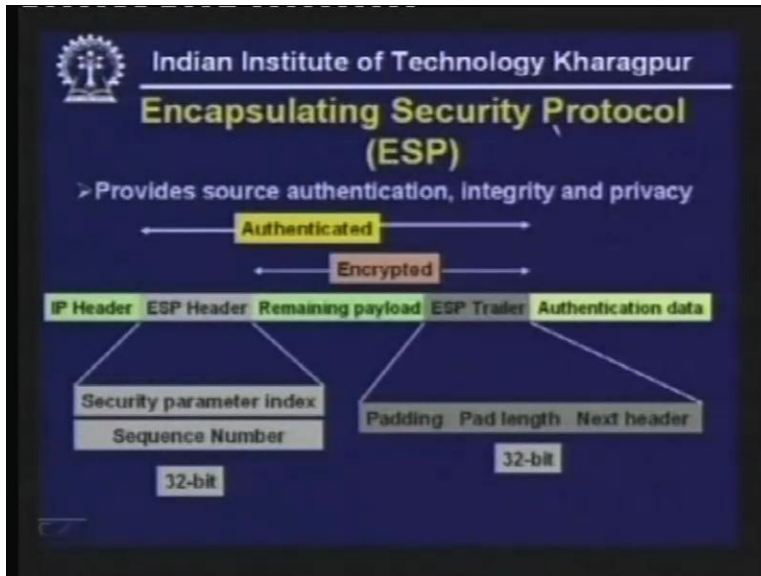 Indian Institute of Technology Kharagpur
Encapsulating Security Protocol
(ESP)
➢Provides source authentication, integrity and privacy
Authenticated
Encrypted
IP Header ESP Header Remaining payload ESP Trailer Authentication data
Security parameter index
Sequence Number
32-bit
Padding Pad length Next header
32-bit